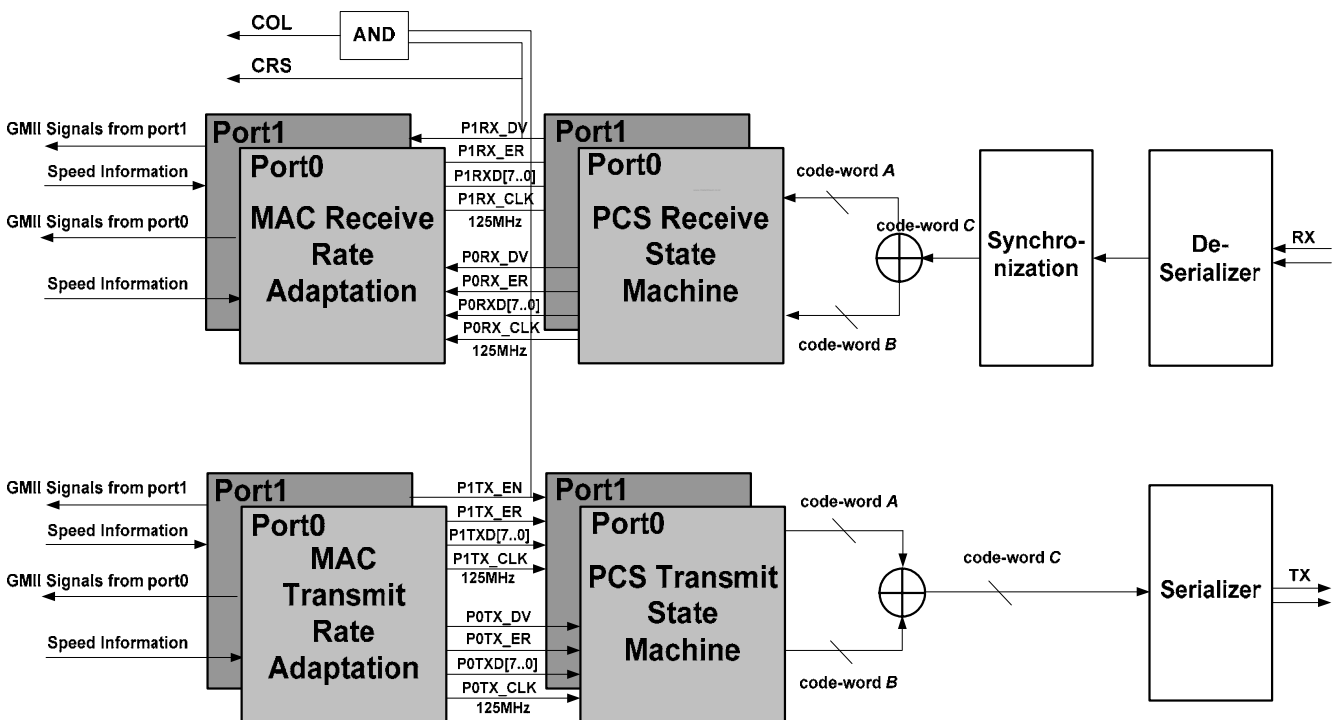 COL
AND
CRS
GMII Signals from port1
Speed Information
GMII Signals from port0
Speed Information
Port1
Port0
MAC Receive
Rate
Adaptation
P1RX_DV
P1RX_ER
P1RXD[7..0]
P1RX_CLK
125MHz
P0RX_DV
P0RX_ER
P0RXD[7..0]
P0RX_CLK
125MHz
Port1
Port0
PCS Receive
State
Machine
code-word A
code-word C
code-word B
Synchro-
nization
De-
Serializer
RX
GMII Signals from port1
Speed Information
GMII Signals from port0
Speed Information
Port1
Port0
MAC
Transmit
Rate
Adaptation
P1TX_EN
P1TX_ER
P1TXD[7..0]
P1TX_CLK
125MHz
P0TX_DV
P0TX_ER
P0TXD[7..0]
P0TX_CLK
125MHz
Port1
Port0
PCS Transmit
State
Machine
code-word A
code-word B
code-word C
Serializer
TX